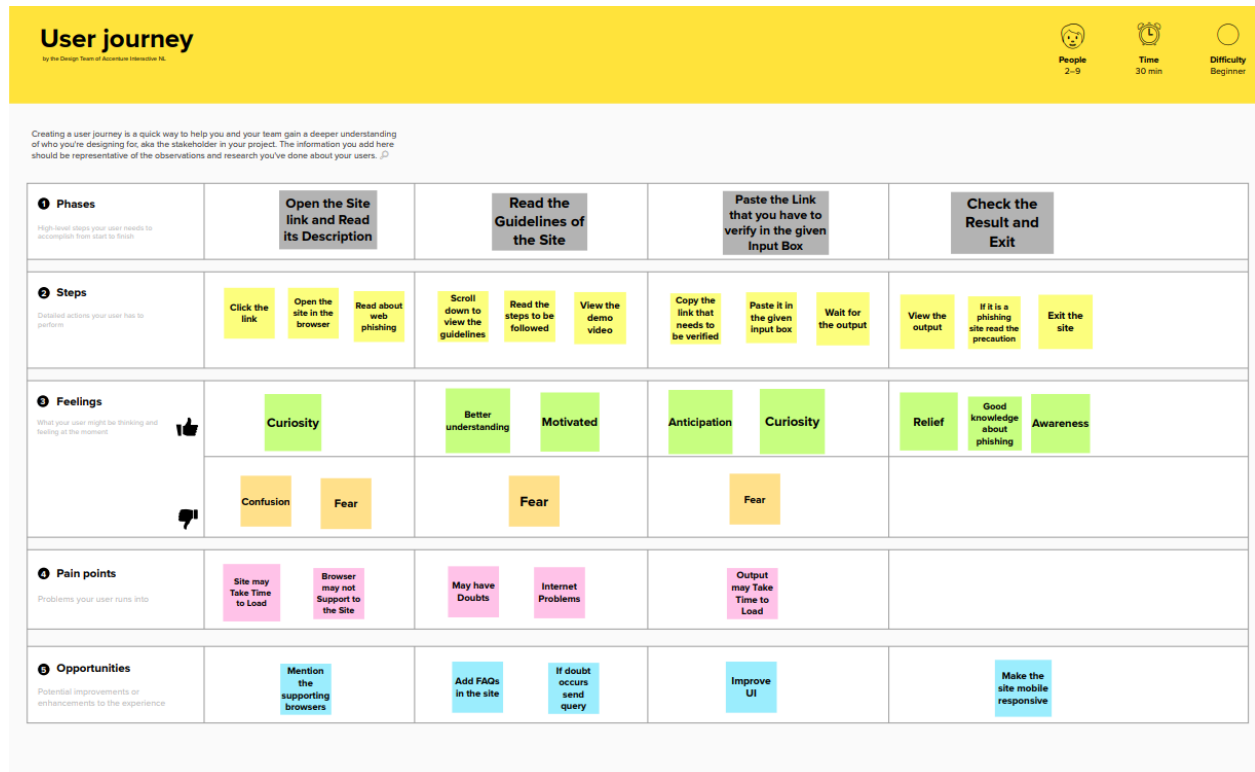 User journey
by the Design Team of Accenture Interactive NL
People
2–9
Time
30 min
Difficulty
Beginner
Creating a user journey is a quick way to help you and your team gain a deeper understanding
of who you're designing for, aka the stakeholder in your project. The information you add here
should be representative of the observations and research you've done about your users.
1 Phases
High-level steps your user needs to
accomplish from start to finish
Open the Site
link and Read
its Description
Read the
Guidelines of
the Site
Paste the Link
that you have to
verify in the given
Input Box
Check the
Result and
Exit
2 Steps
Detailed actions your user has to
perform
Click the
link
Open the
site in the
browser
Read about
web
phishing
Scroll
down to
view the
guidelines
Read the
steps to be
followed
View the
demo
video
Copy the
link that
needs to
be verified
Paste it in
the given
input box
Wait for
the output
View the
output
If it is a
phishing
site read the
precaution
Exit the
site
3 Feelings
What your user might be thinking and
feeling at the moment
Curiosity
Better
understanding
Motivated
Anticipation
Curiosity
Relief
Good
knowledge
about
phishing
Awareness
Confusion
Fear
Fear
Fear
4 Pain points
Problems your user runs into
Site may
Take Time
to Load
Browser
may not
Support to
the Site
May have
Doubts
Internet
Problems
Output
may Take
Time to
Load
5 Opportunities
Potential improvements or
enhancements to the experience
Mention
the
supporting
browsers
Add FAQs
in the site
If doubt
occurs
send
query
Improve
UI
Make the
site mobile
responsive